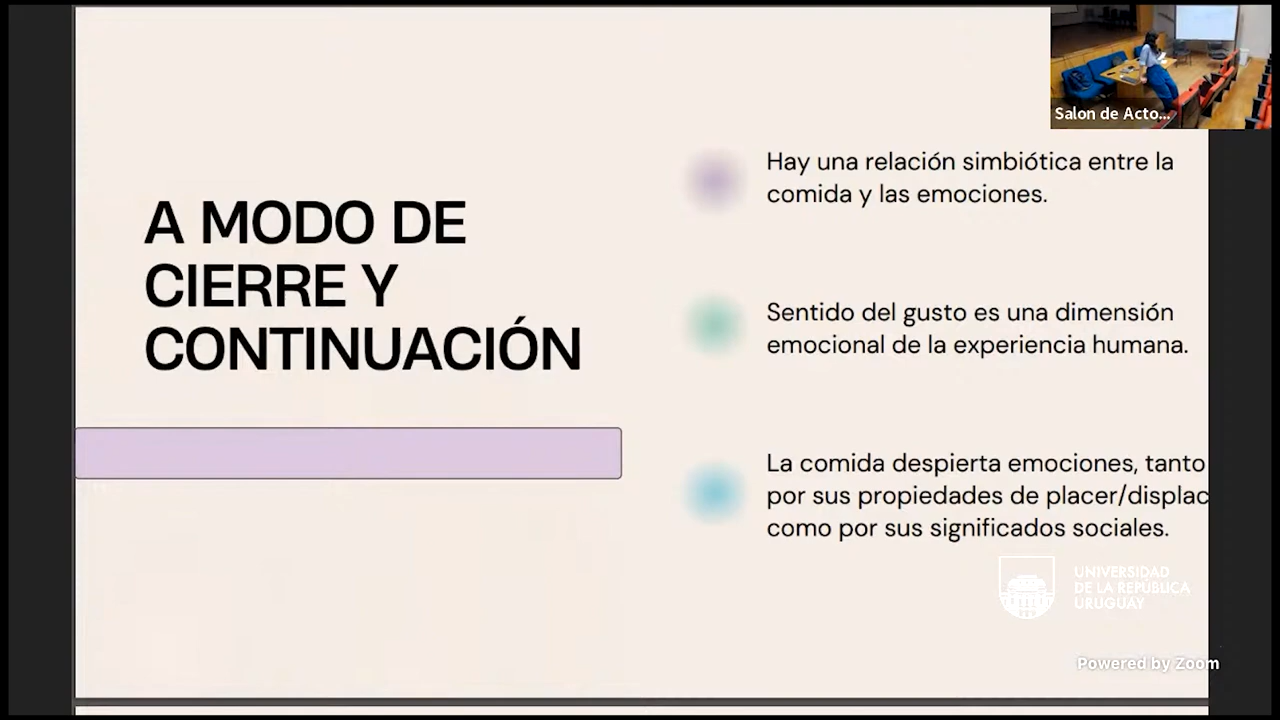 Salon de Acto...
A MODO DE
CIERRE Y
CONTINUACIÓN
Hay una relación simbiótica entre la
comida y las emociones.
Sentido del gusto es una dimensión
emocional de la experiencia humana.
La comida despierta emociones, tanto
por sus propiedades de placer/displac
como por sus significados sociales.
UNIVERSIDAD
DE LA REPÚBLICA
URUGUAY
Powered by Zoom